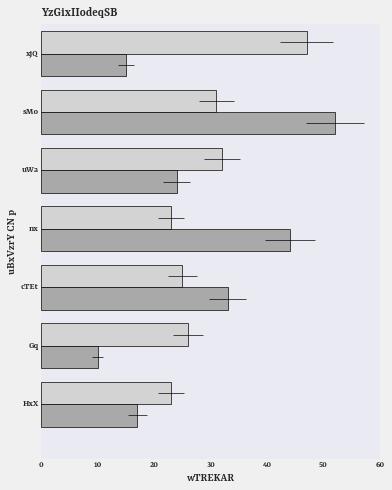 YzGixIIodeqSB
xjQ
sMo
uWa
nx
cTEt
Gq
HxX
uBxVzrY CN p
0 10 20 30 40 50 60
wTREKAR